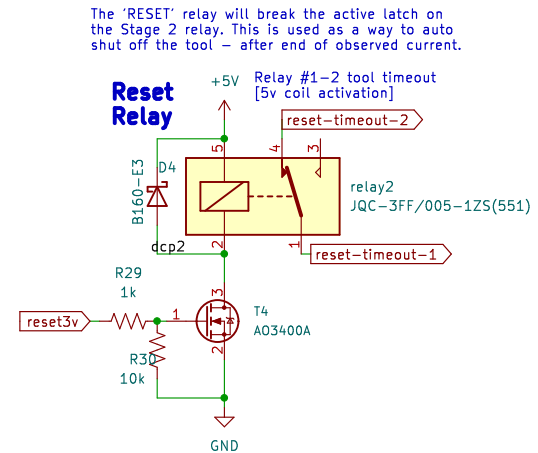 The 'RESET' relay will break the active latch on
the Stage 2 relay. This is used as a way to auto
shut off the tool – after end of observed current.
+5V
Relay #1-2 tool timeout
[5v coil activation]
Reset
Relay
reset-timeout-2
5
4
3
B160-E3
D4
relay2
JQC-3FF/005-1ZS(551)
dcp2
2
1
reset-timeout-1
R29
1k
3
T4
AO3400A
reset3v
1
2
R30
10k
GND